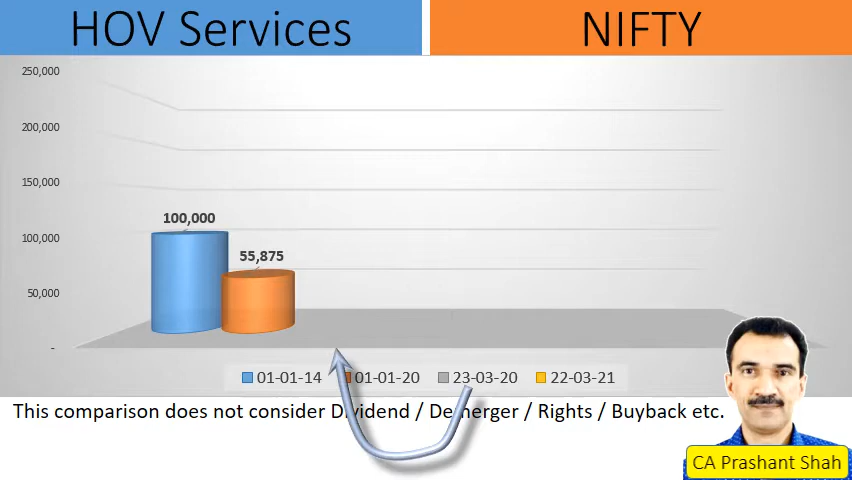 HOV Services
NIFTY
250,000
200,000
150,000
100,000
50,000
-
100,000
55,875
01-01-14 01-01-20 23-03-20 22-03-21
This comparison does not consider Dividend / Demerger / Rights / Buyback etc.
CA Prashant Shah